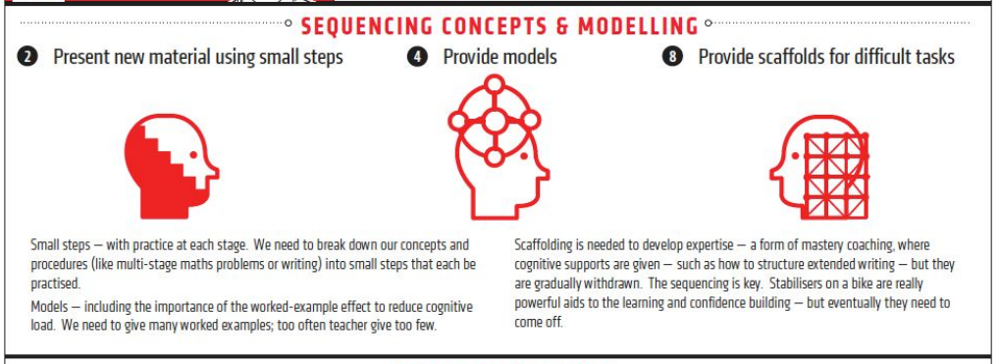 SEQUENCING CONCEPTS & MODELLING
2 Present new material using small steps
4 Provide models
8 Provide scaffolds for difficult tasks
Small steps — with practice at each stage. We need to break down our concepts and
procedures (like multi-stage maths problems or writing) into small steps that each be
practised.
Models — including the importance of the worked-example effect to reduce cognitive
load. We need to give many worked examples; too often teacher give too few.
Scaffolding is needed to develop expertise — a form of mastery coaching, where
cognitive supports are given — such as how to structure extended writing — but they
are gradually withdrawn. The sequencing is key. Stabilisers on a bike are really
powerful aids to the learning and confidence building — but eventually they need to
come off.